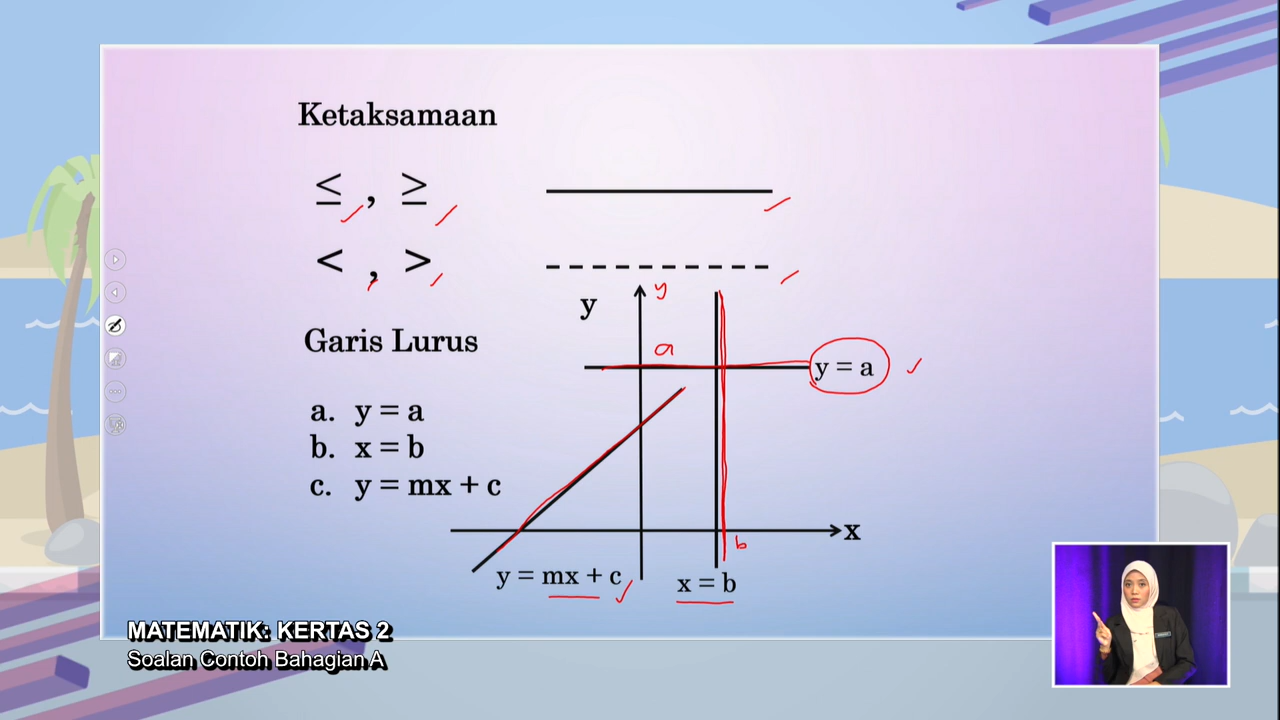 Ketaksamaan
≤ , ≥
< , >
y
y
Garis Lurus
a
y = a
a. y = a
b. x = b
c. y = mx + c
x
b
y = mx + c
x = b
MATEMATIK: KERTAS 2
Soalan Contoh Bahagian A